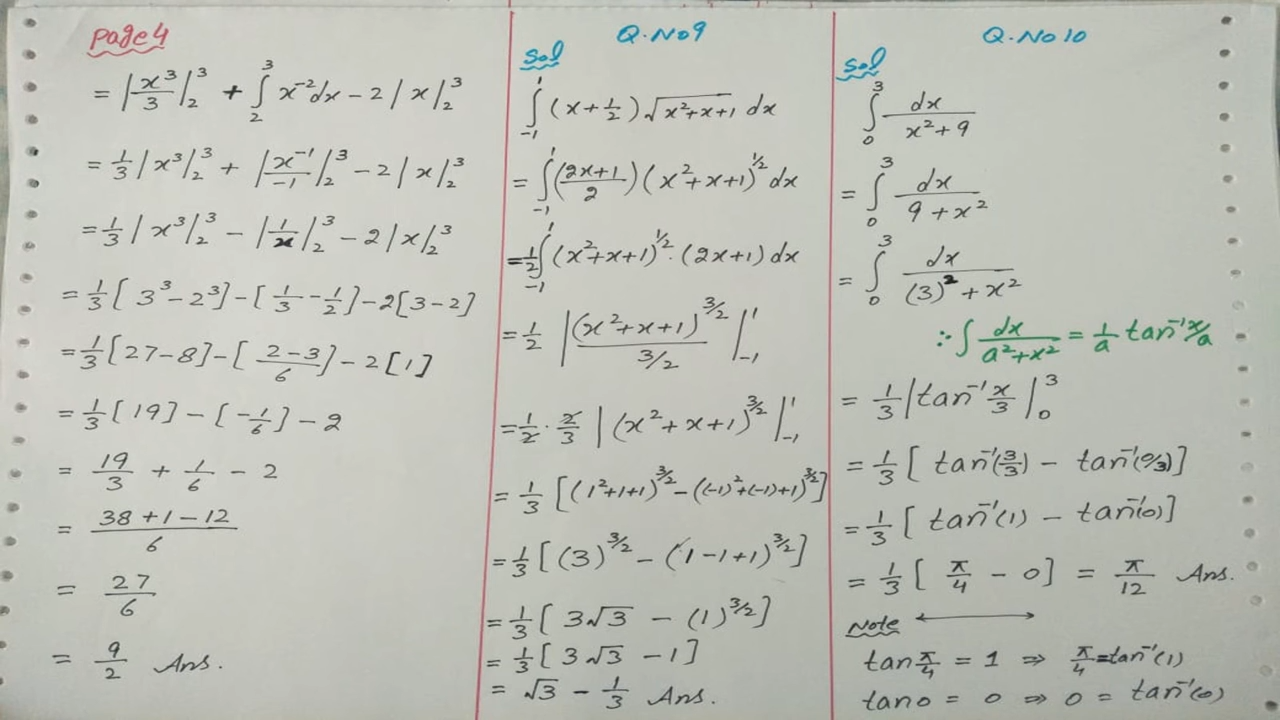 Page 4
= |x³/3|₂³ + ∫₂³ x⁻²dx - 2|x|₂³
= 1/3|x³|₂³ + |x⁻¹/-1|₂³ - 2|x|₂³
= 1/3|x³|₂³ - |1/x|₂³ - 2|x|₂³
= 1/3[3³-2³] - [1/3 - 1/2] - 2[3-2]
= 1/3[27-8] - [2-3/6] - 2[1]
= 1/3[19] - [-1/6] - 2
= 19/3 + 1/6 - 2
= 38+1-12/6
= 27/6
= 9/2 Ans.
Q.No 9
Sol
∫₋₁¹ (x+1/2)√(x²+x+1) dx
= ∫₋₁¹ (2x+1/2)(x²+x+1)^1/2 dx
= 1/2∫₋₁¹ (x²+x+1)^1/2 · (2x+1) dx
= 1/2 |(x²+x+1)^3/2 / 3/2|₋₁¹
= 1/2 · 2/3 |(x²+x+1)^3/2|₋₁¹
= 1/3 [(1²+1+1)^3/2 - ((-1)²+(-1)+1)^3/2]
= 1/3 [(3)^3/2 - (1-1+1)^3/2]
= 1/3 [3√3 - (1)^3/2]
= 1/3 [3√3 - 1]
= √3 - 1/3 Ans.
Q.No 10
Sol
∫₀³ dx/x²+9
= ∫₀³ dx/9+x²
= ∫₀³ dx/(3)²+x²
∵ ∫ dx/a²+x² = 1/a tan⁻¹ x/a
= 1/3 |tan⁻¹ x/3|₀³
= 1/3 [tan⁻¹(3/3) - tan⁻¹(0/3)]
= 1/3 [tan⁻¹(1) - tan⁻¹(0)]
= 1/3 [π/4 - 0] = π/12 Ans.
Note
tan π/4 = 1 ⇒ π/4 = tan⁻¹(1)
tan 0 = 0 ⇒ 0 = tan⁻¹(0)